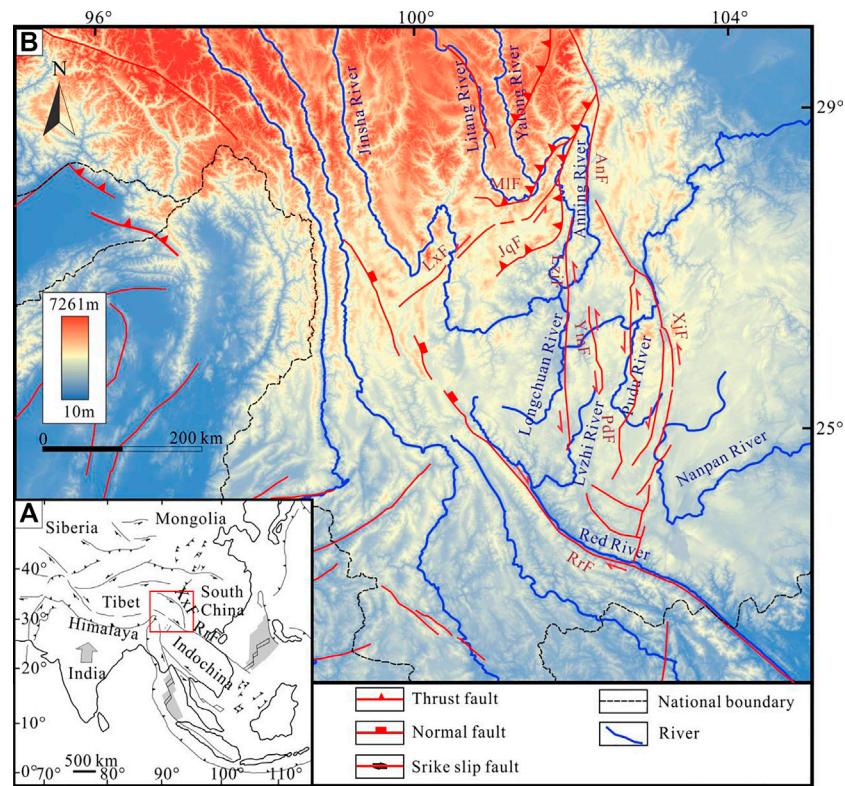 96°
100°
104°
B
N
Jinsha River
Litang River
Yalong River
29°
MlF
Anning River
AnF
LxF
JqF
LzjF
7261m
10m
XjF
Longchuan River
YmF
Pudu River
PdF
Lvzhi River
25°
0
200 km
Nanpan River
Red River
RrF
A
Siberia
Mongolia
40°
Tibet
South
China
30°
Himalaya
20°
India
Indochina
10°
0°
500 km
70°
80°
90°
100°
110°
Thrust fault
Normal fault
Srike slip fault
National boundary
River